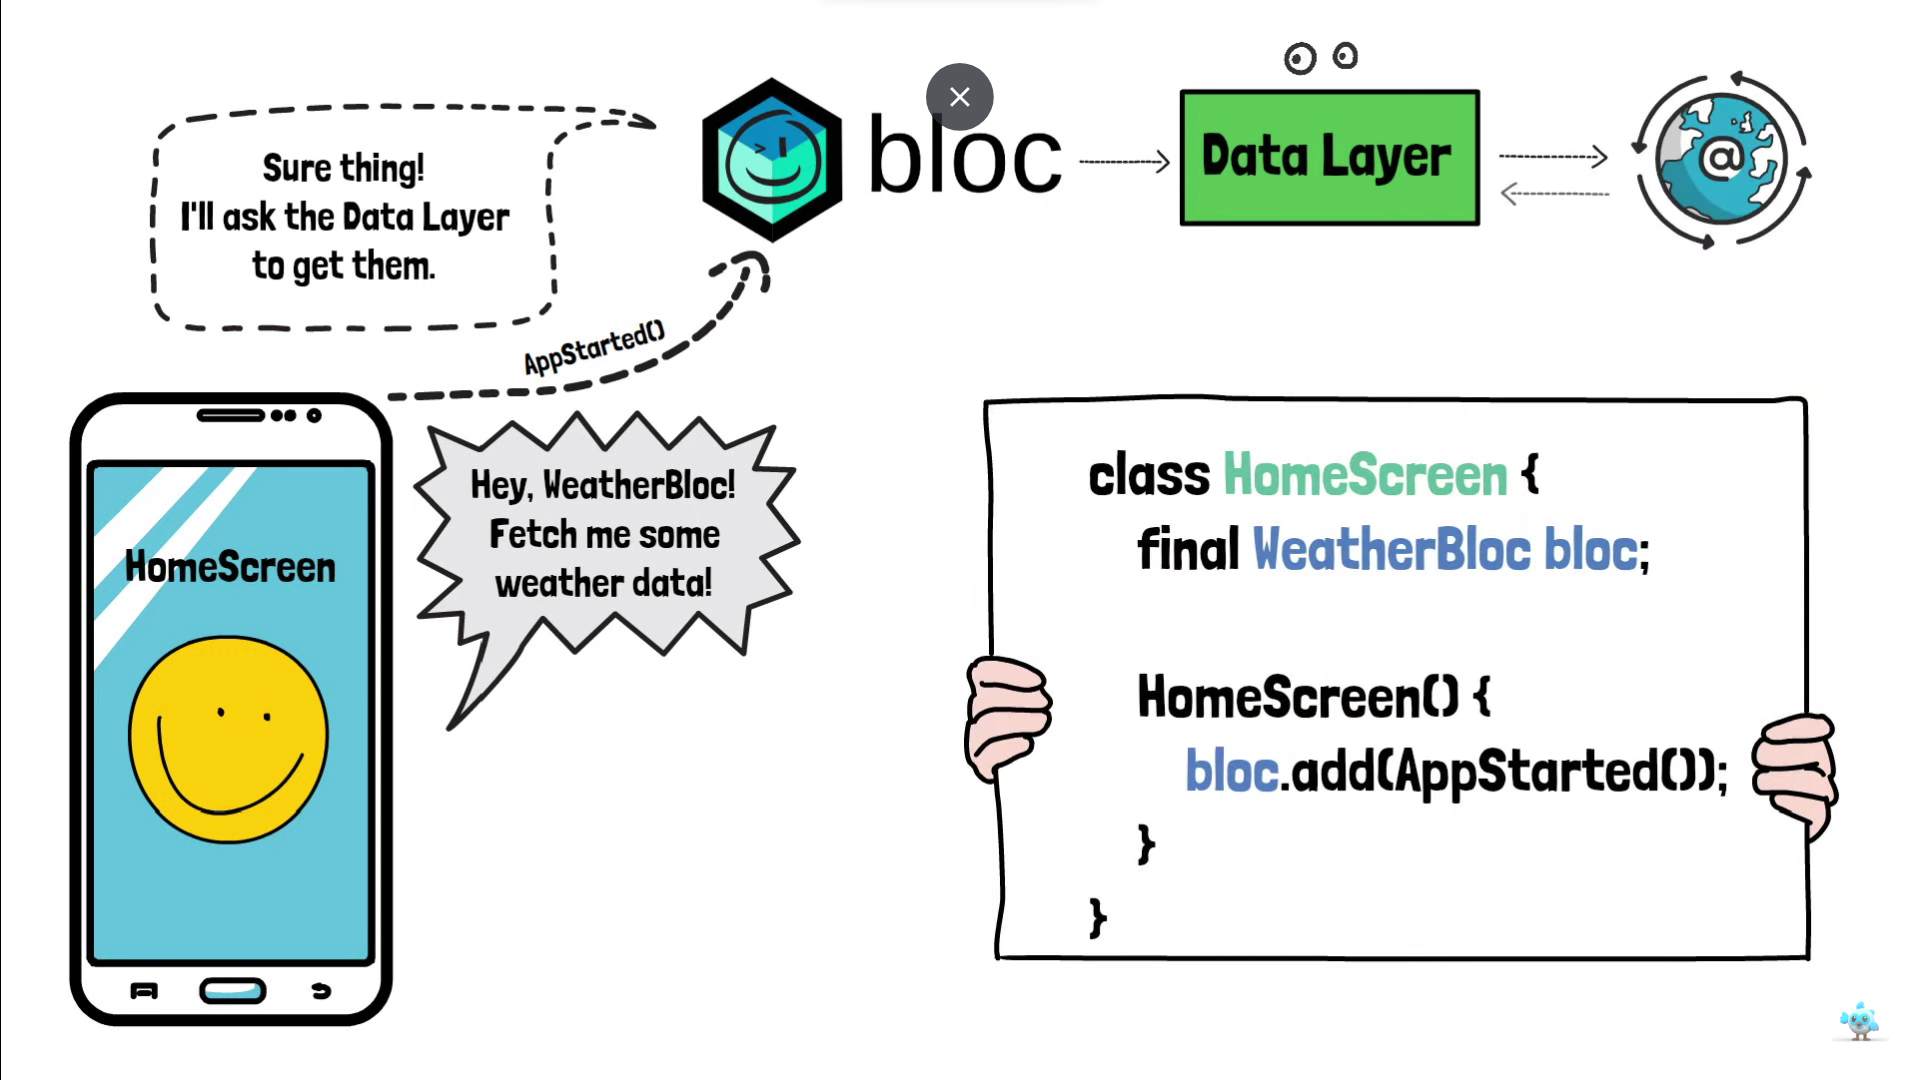 Sure thing!
I'll ask the Data Layer
to get them.
bloc
Data Layer
@
AppStarted()
Hey, WeatherBloc!
Fetch me some
weather data!
HomeScreen
class HomeScreen {
final WeatherBloc bloc;
HomeScreen() {
bloc.add(AppStarted());
}
}